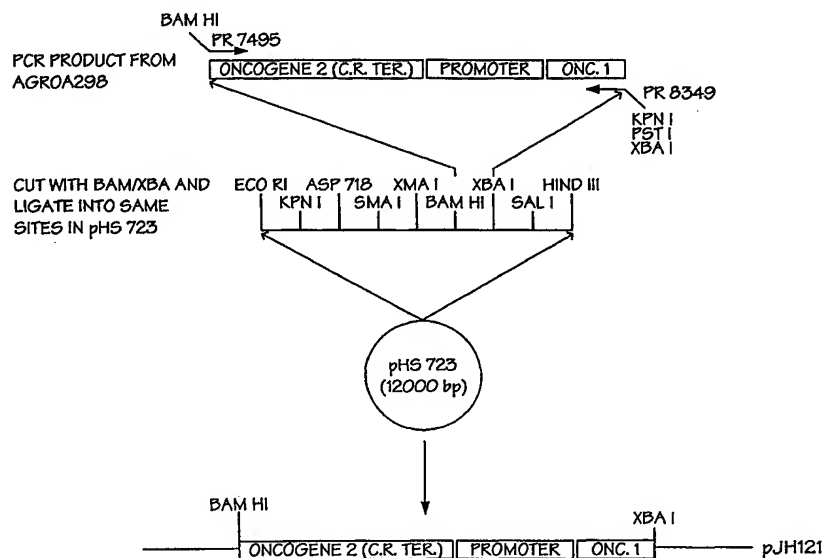 BAM HI
PR 7495
PCR PRODUCT FROM
AGROA298
ONCOGENE 2 (C.R. TER.) PROMOTER ONC. 1
PR 8349
KPN I
PST I
XBA I
CUT WITH BAM/XBA AND
LIGATE INTO SAME
SITES IN pHS 723
ECO RI ASP 718 XMA I XBA I HIND III
KPN I SMA I BAM HI SAL I
pHS 723
(12000 bp)
BAM HI
XBA I
ONCOGENE 2 (C.R. TER.) PROMOTER ONC. 1
pJH121